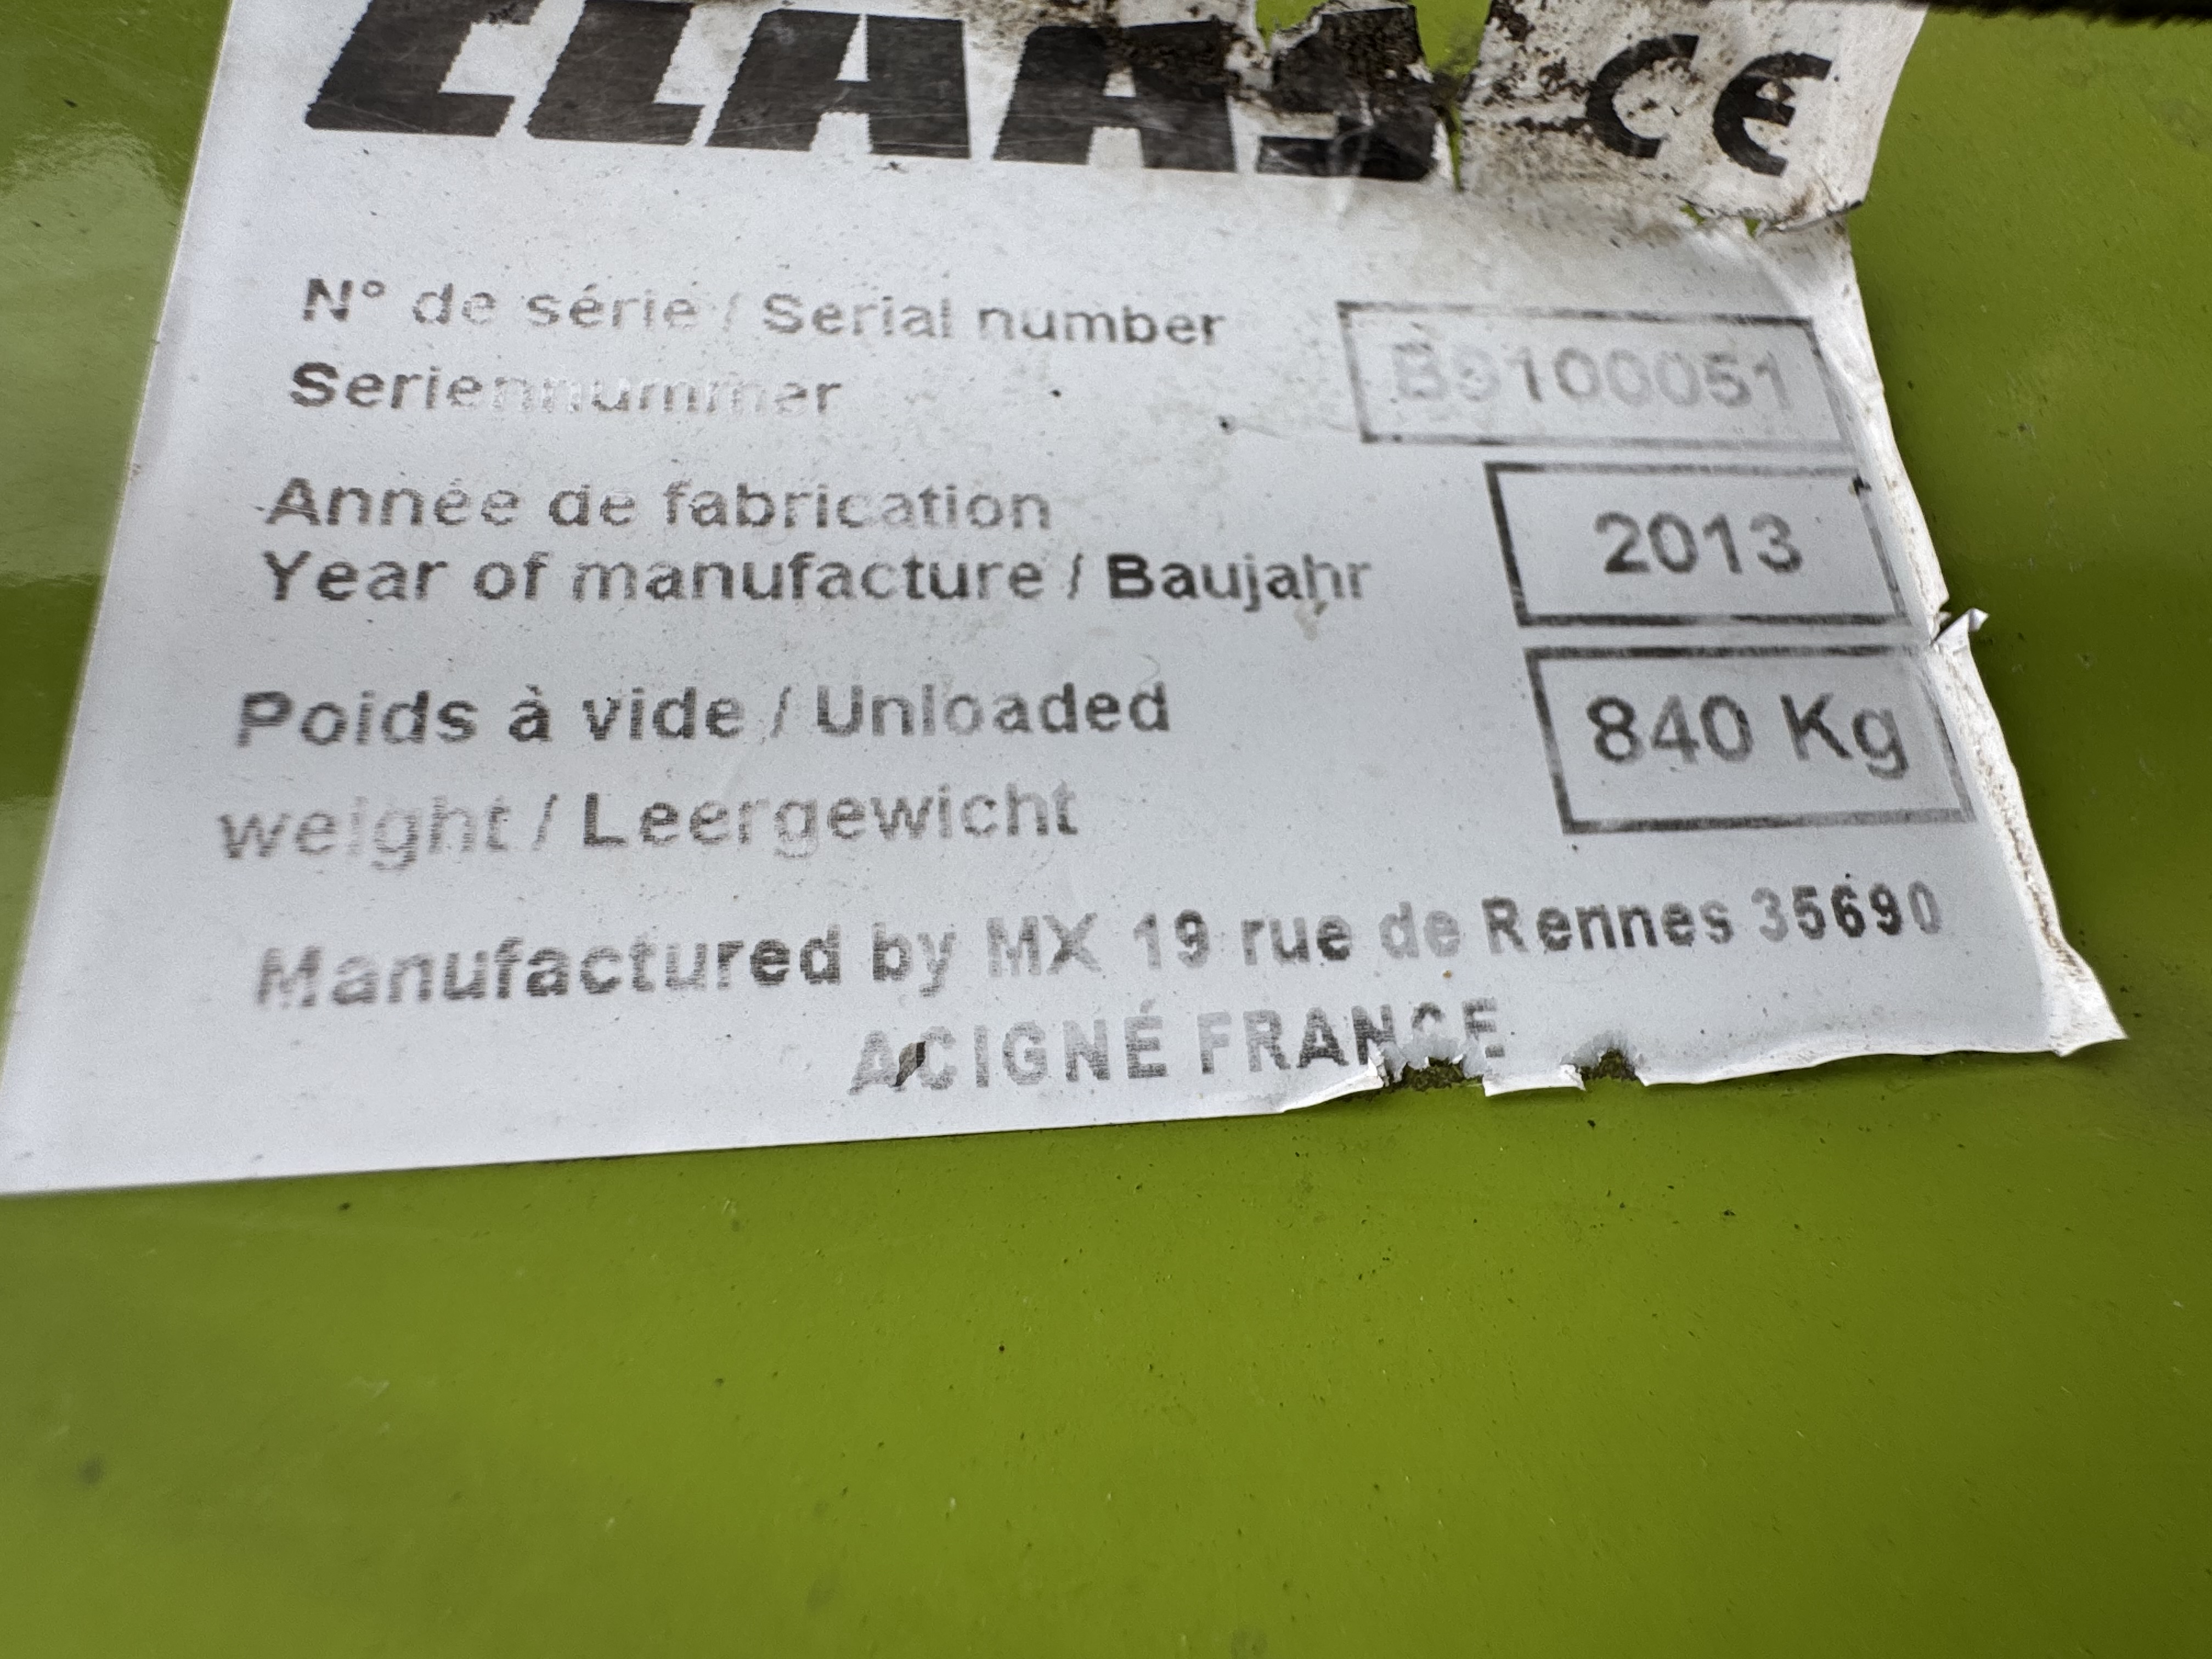 CLAAS CE
N° de série / Serial number
Seriennummer
B9100051
Année de fabrication
Year of manufacture / Baujahr
2013
Poids à vide / Unloaded
weight / Leergewicht
840 Kg
Manufactured by MX 19 rue de Rennes 35690
ACIGNÉ FRANCE